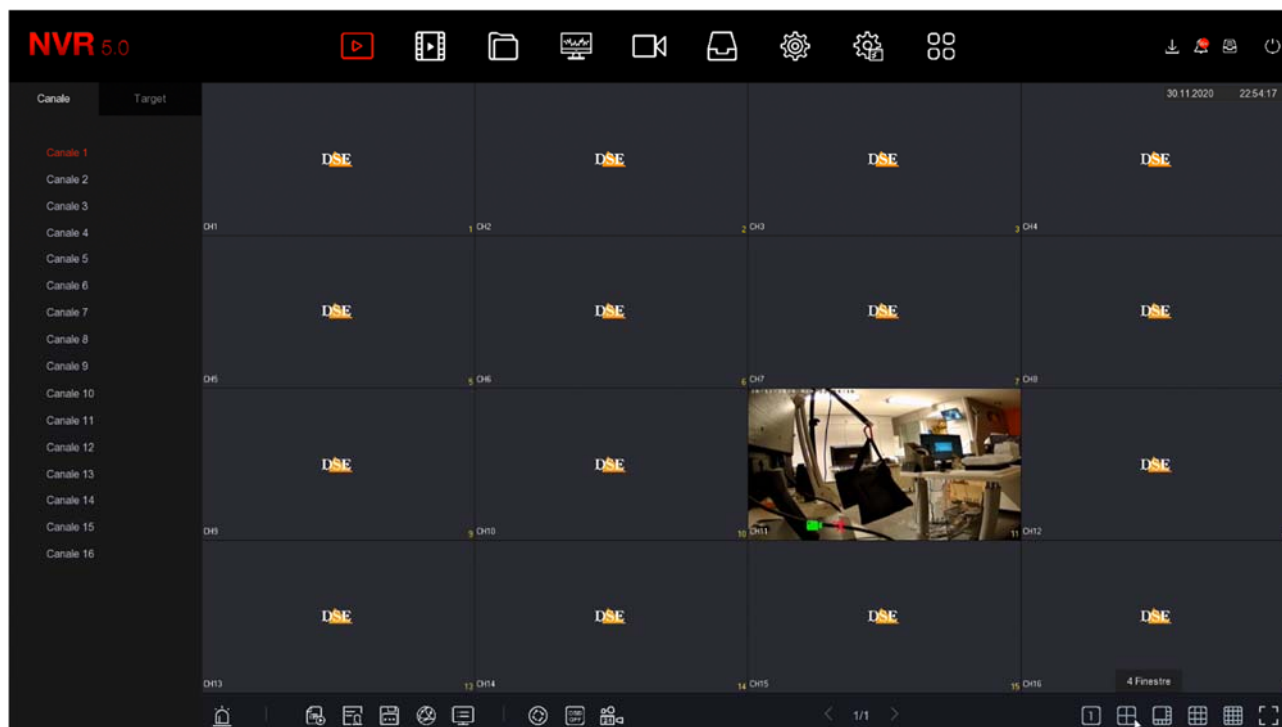 NVR 5.0
30.11.2020 22:54:17
Canale Target
Canale 1
Canale 2
Canale 3
Canale 4
Canale 5
Canale 6
Canale 7
Canale 8
Canale 9
Canale 10
Canale 11
Canale 12
Canale 13
Canale 14
Canale 15
Canale 16
DSE DSE DSE DSE
CH1 1 CH2 2 CH3 3 CH4
DSE DSE DSE DSE
CH5 5 CH6 6 CH7 7 CH8
DSE DSE DSE
CH9 9 CH10 10 CH11 11 CH12
DSE DSE DSE DSE
CH13 13 CH14 14 CH15 15 CH16
4 Finestre
OSD
OFF
1/1
1